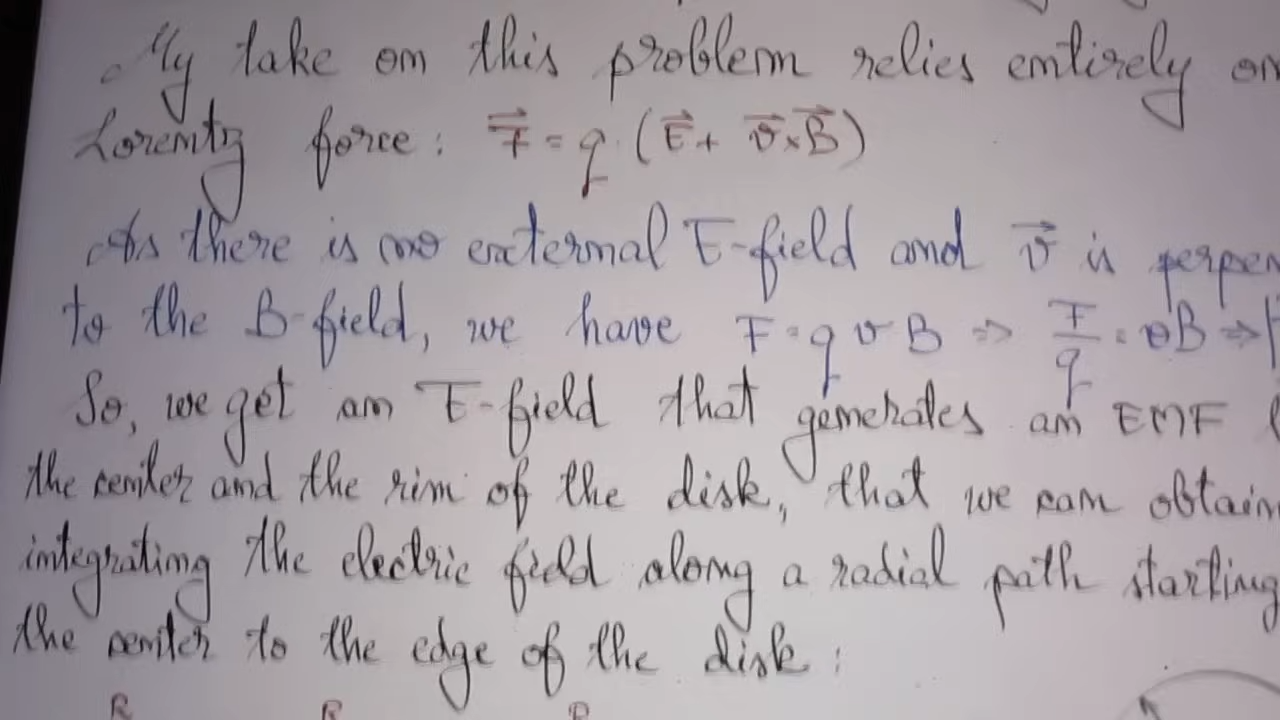 My take on this problem relies entirely on
Lorentz force: F⃗ = q · (E⃗ + v⃗ × B⃗)
As there is no external E-field and v⃗ is perpen
to the B-field, we have F = q v B ⇒ F/q = vB ⇒
So, we get an E-field that generates an EMF
the center and the rim of the disk, that we can obtain
integrating the electric field along a radial path starting
the center to the edge of the disk:
R R R